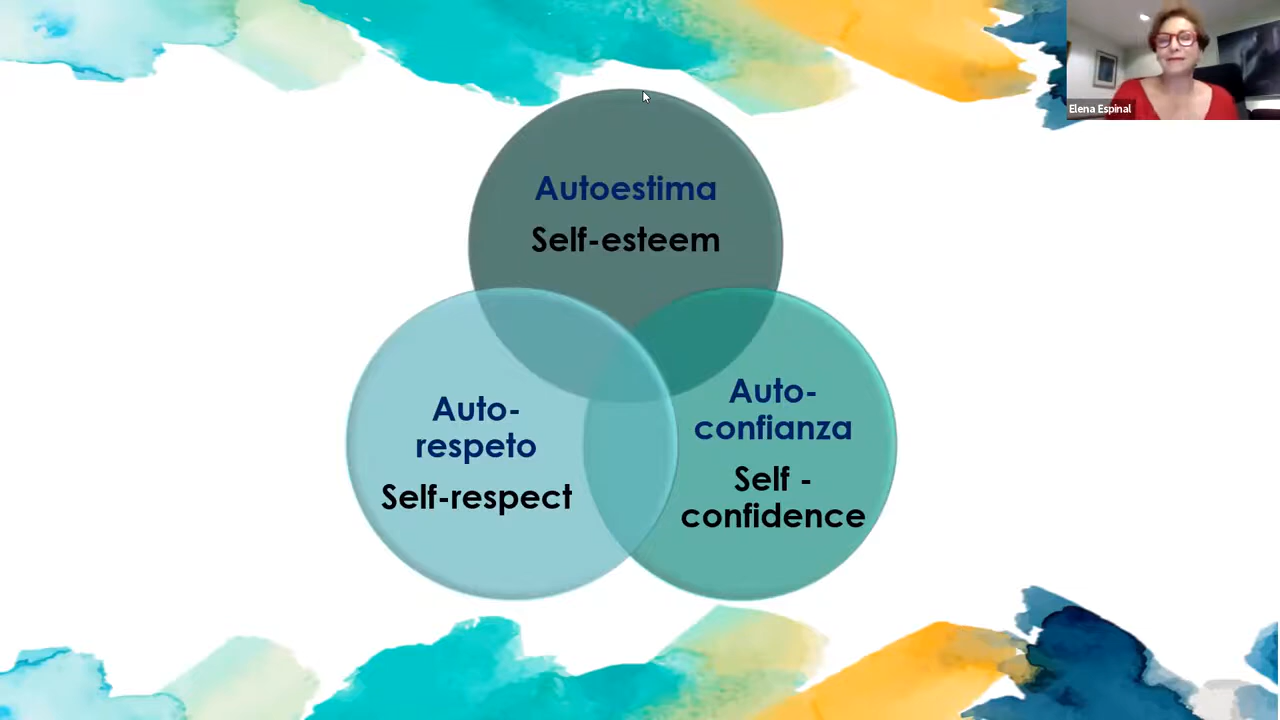 Elena Espinal
Autoestima
Self-esteem
Auto-
respeto
Self-respect
Auto-
confianza
Self -
confidence